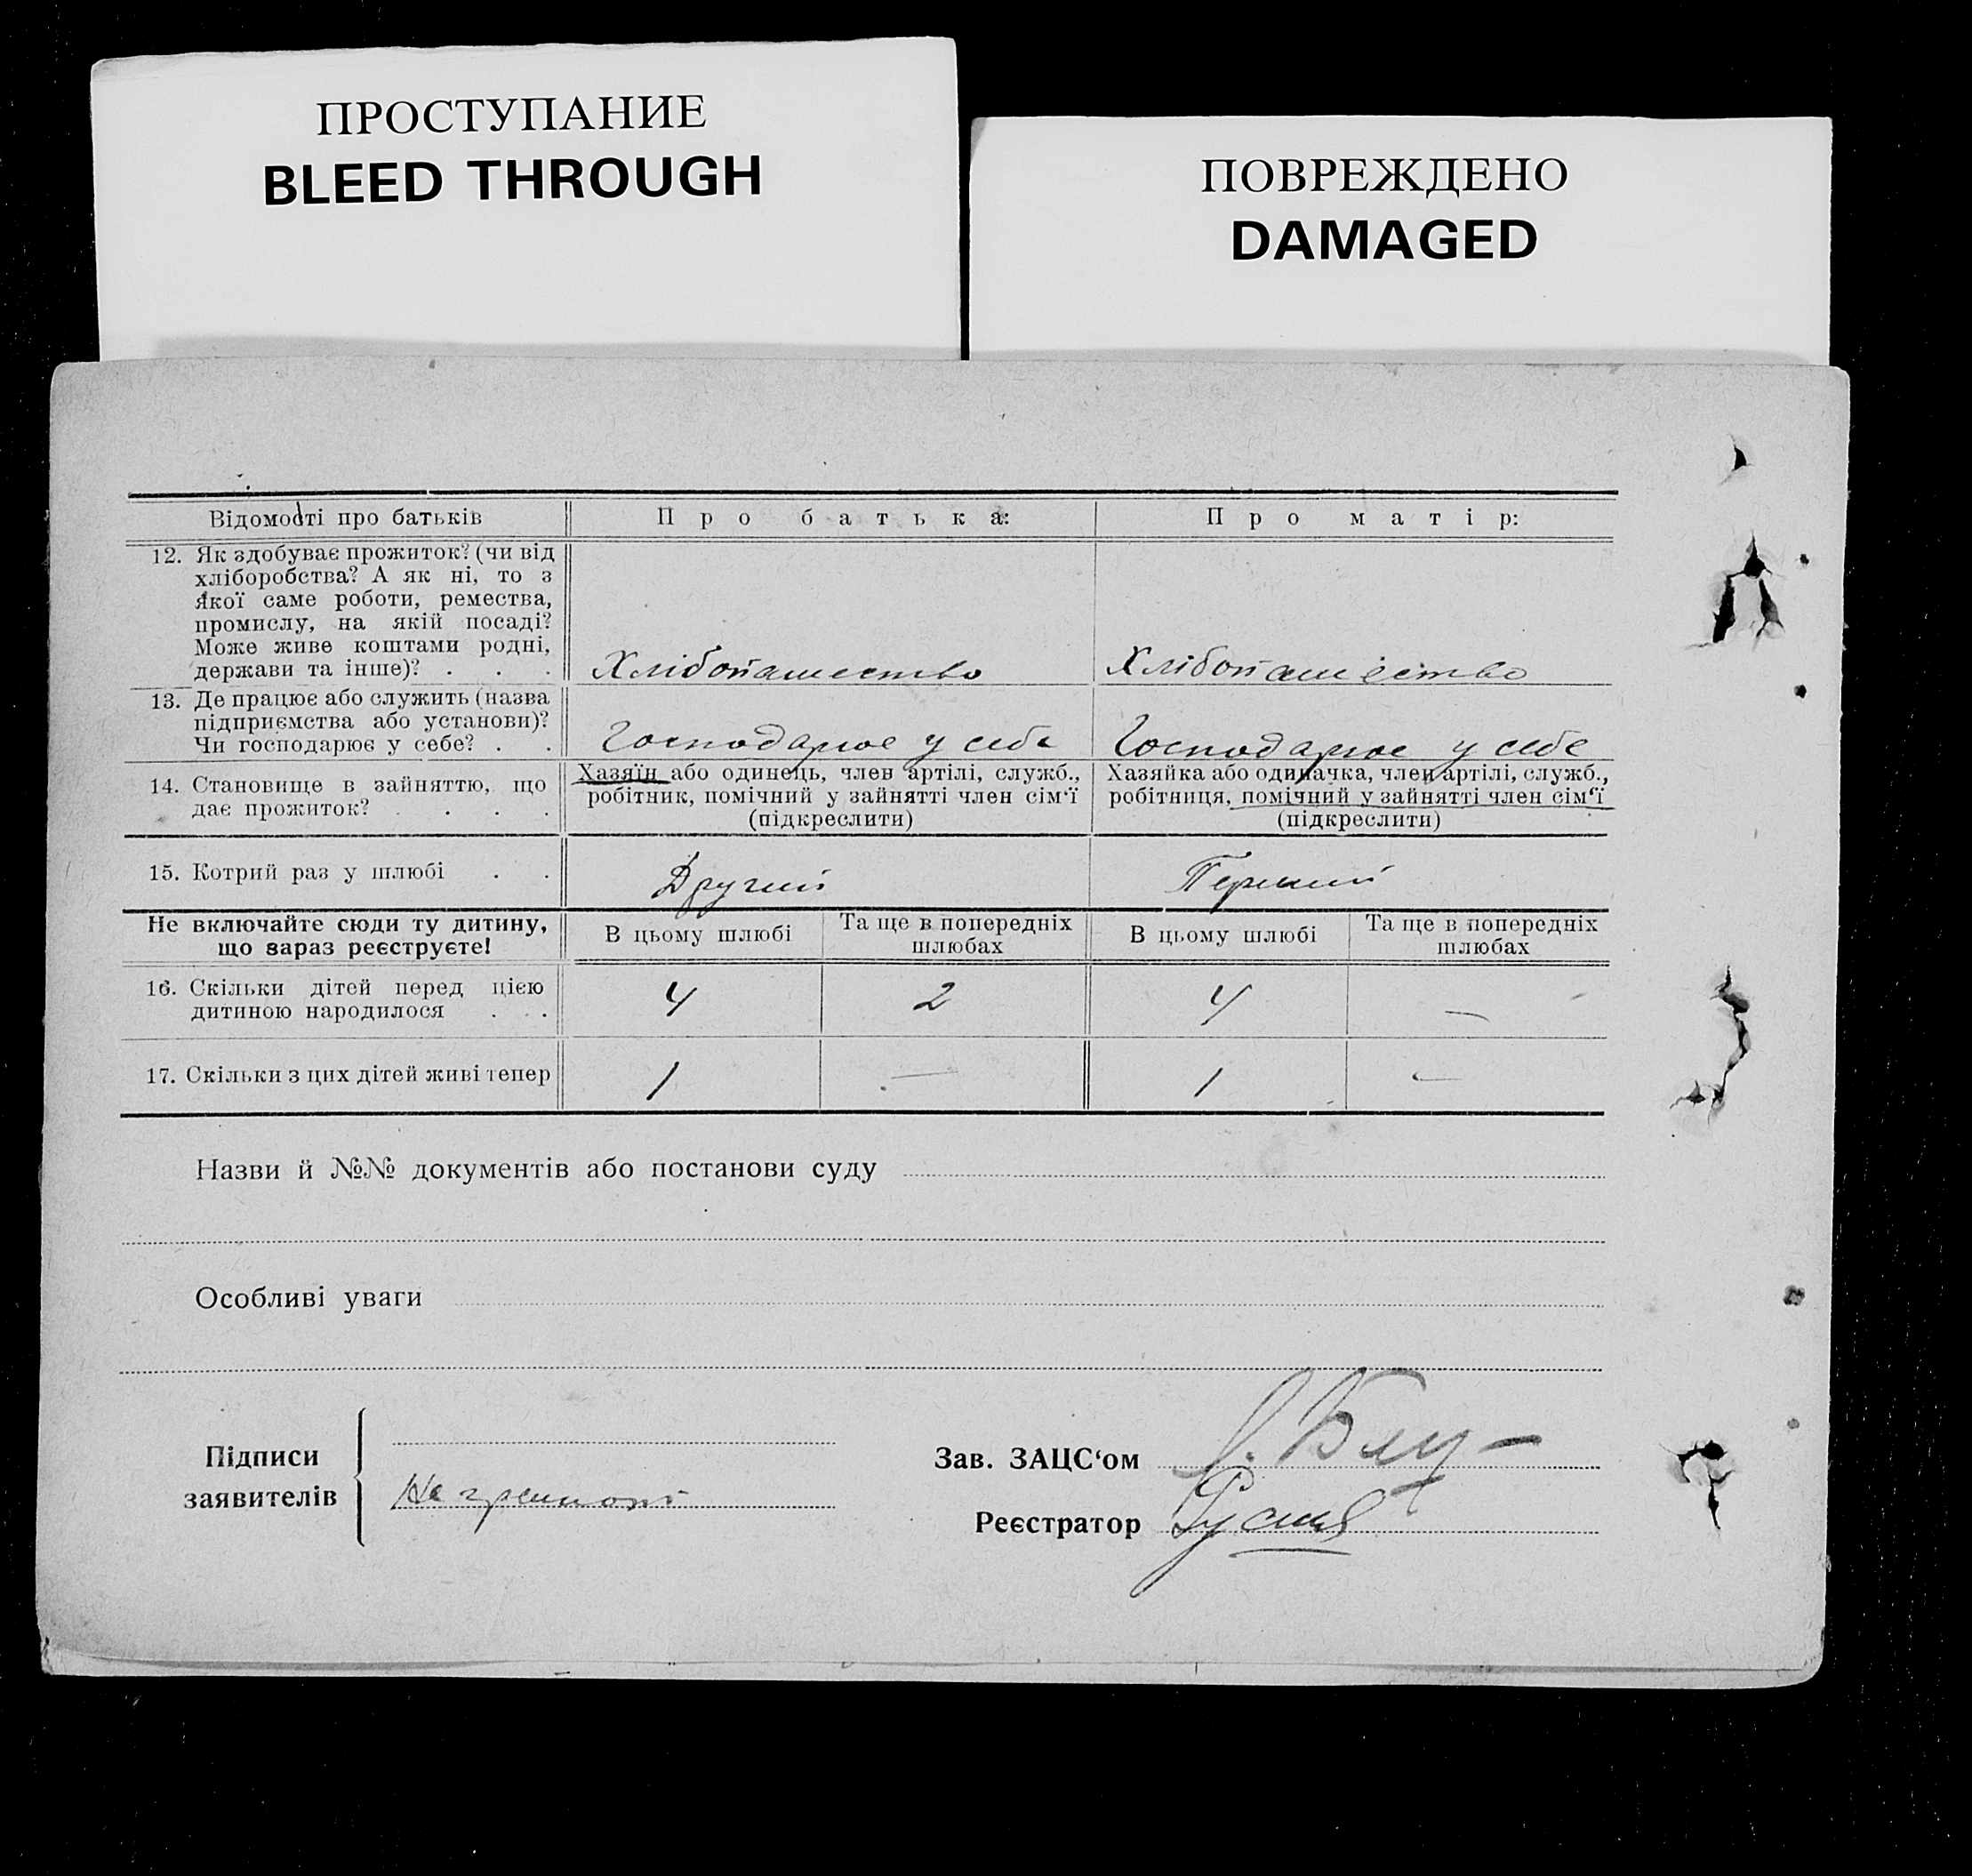 ПРОСТУПАНИЕ
BLEED THROUGH
ПОВРЕЖДЕНО
DAMAGED
Відомості про батьків Про батька: Про матір:
12. Як здобуває прожиток? (чи від
хліборобства? А як ні, то з
якої саме роботи, ремества,
промислу, на якій посаді?
Може живе коштами родні,
держави та інше)? . . . Хлібопашество Хлібопашество
13. Де працює або служить (назва
підприємства або установи)?
Чи господарює у себе? . . Господарює у себе Господарює у себе
14. Становище в зайняттю, що
дає прожиток? . . . .
Хазяїн або одинець, член артілі, служб.,
робітник, помічний у зайнятті член сім'ї
(підкреслити)
Хазяйка або одиначка, член артілі, служб.,
робітниця, помічний у зайнятті член сім'ї
(підкреслити)
15. Котрий раз у шлюбі . . Другий Перший
Не включайте сюди ту дитину,
що зараз реєструєте!
В цьому шлюбі
Та ще в попередніх
шлюбах
В цьому шлюбі
Та ще в попередніх
шлюбах
16. Скільки дітей перед цією
дитиною народилося . . . 4 2 4 —
17. Скільки з цих дітей живі тепер 1 — 1 —
Назви й №№ документів або постанови суду
Особливі уваги
Підписи
заявителів
Не грамотні
Зав. ЗАЦС'ом
Реєстратор